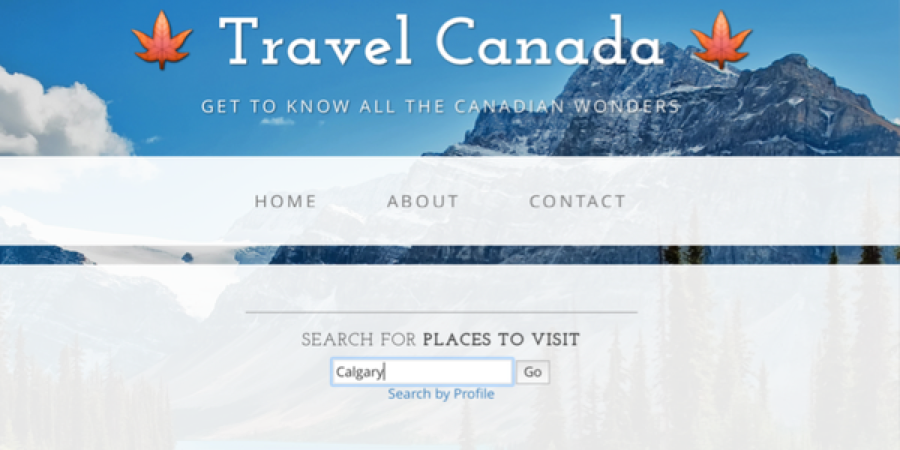 Travel Canada
GET TO KNOW ALL THE CANADIAN WONDERS
HOME ABOUT CONTACT
SEARCH FOR PLACES TO VISIT
Calgary Go
Search by Profile